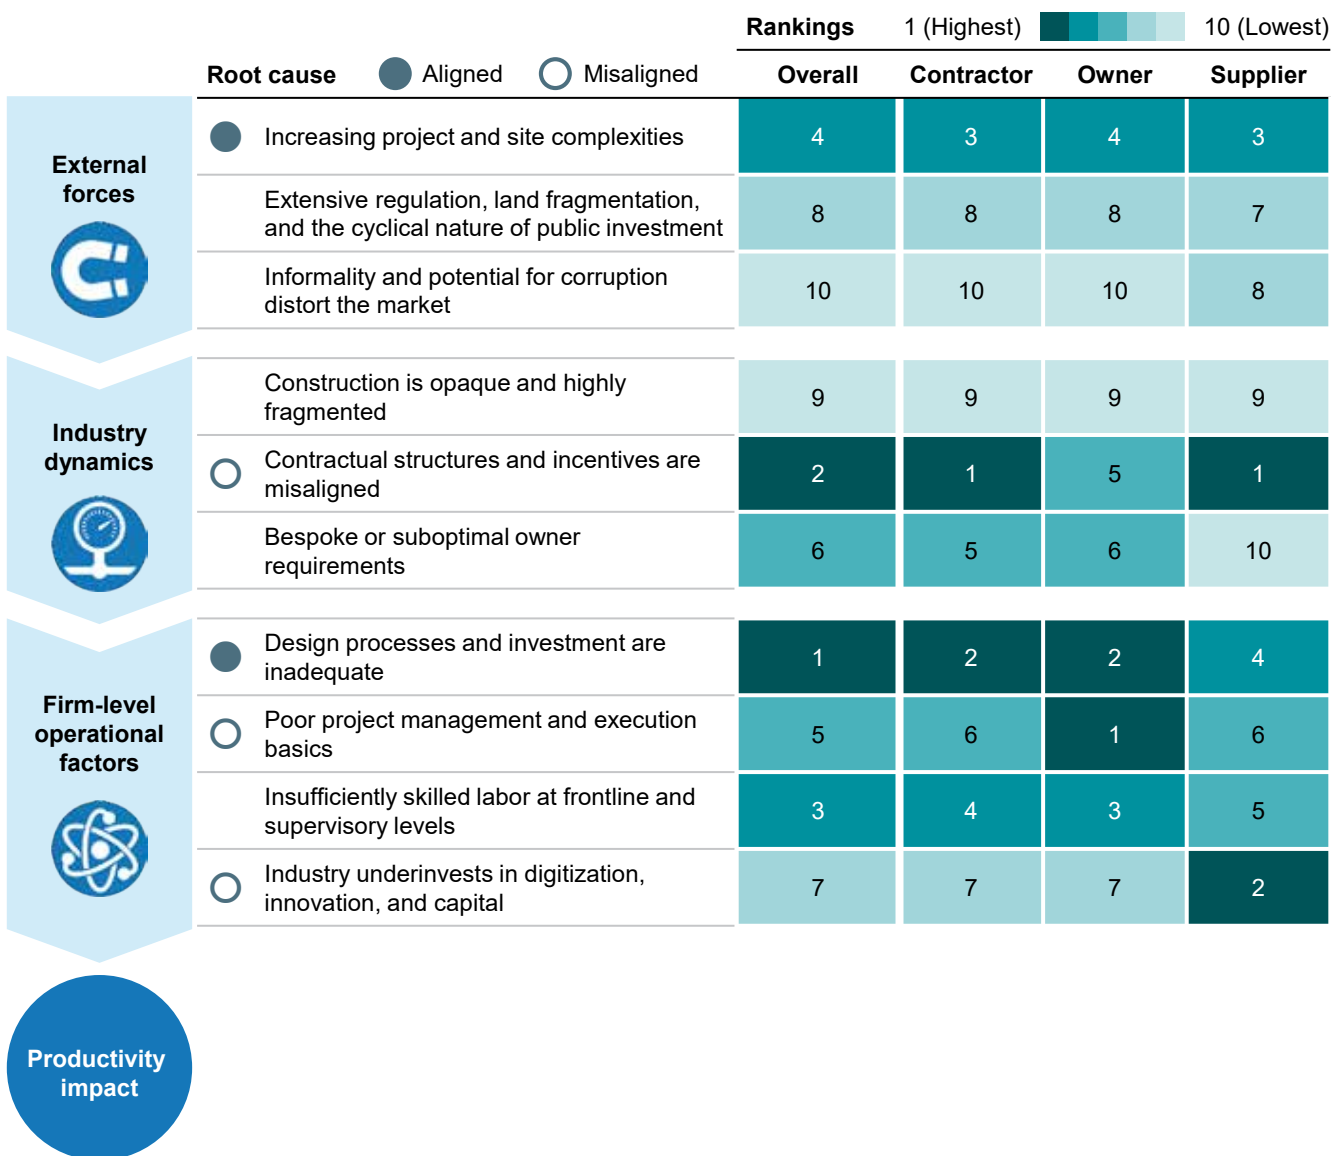 Rankings 1 (Highest) 10 (Lowest)
Root cause Aligned Misaligned Overall Contractor Owner Supplier
External
forces
Increasing project and site complexities 4 3 4 3
Extensive regulation, land fragmentation,
and the cyclical nature of public investment 8 8 8 7
Informality and potential for corruption
distort the market 10 10 10 8
Industry
dynamics
Construction is opaque and highly
fragmented 9 9 9 9
Contractual structures and incentives are
misaligned 2 1 5 1
Bespoke or suboptimal owner
requirements 6 5 6 10
Firm-level
operational
factors
Design processes and investment are
inadequate 1 2 2 4
Poor project management and execution
basics 5 6 1 6
Insufficiently skilled labor at frontline and
supervisory levels 3 4 3 5
Industry underinvests in digitization,
innovation, and capital 7 7 7 2
Productivity
impact